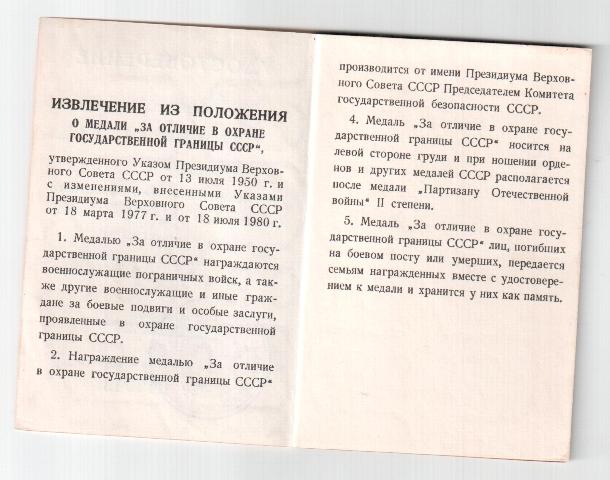 ИЗВЛЕЧЕНИЕ ИЗ ПОЛОЖЕНИЯ
О МЕДАЛИ „ЗА ОТЛИЧИЕ В ОХРАНЕ
ГОСУДАРСТВЕННОЙ ГРАНИЦЫ СССР“,
утвержденного Указом Президиума Верхов-
ного Совета СССР от 13 июля 1950 г. и
с изменениями, внесенными Указами
Президиума Верховного Совета СССР
от 18 марта 1977 г. и от 18 июля 1980 г.
1. Медалью „За отличие в охране госу-
дарственной границы СССР“ награждаются
военнослужащие пограничных войск, а так-
же другие военнослужащие и иные граж-
дане за боевые подвиги и особые заслуги,
проявленные в охране государственной
границы СССР.
2. Награждение медалью „За отличие
в охране государственной границы СССР“
производится от имени Президиума Верхов-
ного Совета СССР Председателем Комитета
государственной безопасности СССР.
4. Медаль „За отличие в охране госу-
дарственной границы СССР“ носится на
левой стороне груди и при ношении орде-
нов и других медалей СССР располагается
после медали „Партизану Отечественной
войны“ II степени.
5. Медаль „За отличие в охране госу-
дарственной границы СССР“ лиц, погибших
на боевом посту или умерших, передается
семьям награжденных вместе с удостовере-
нием к медали и хранится у них как память.